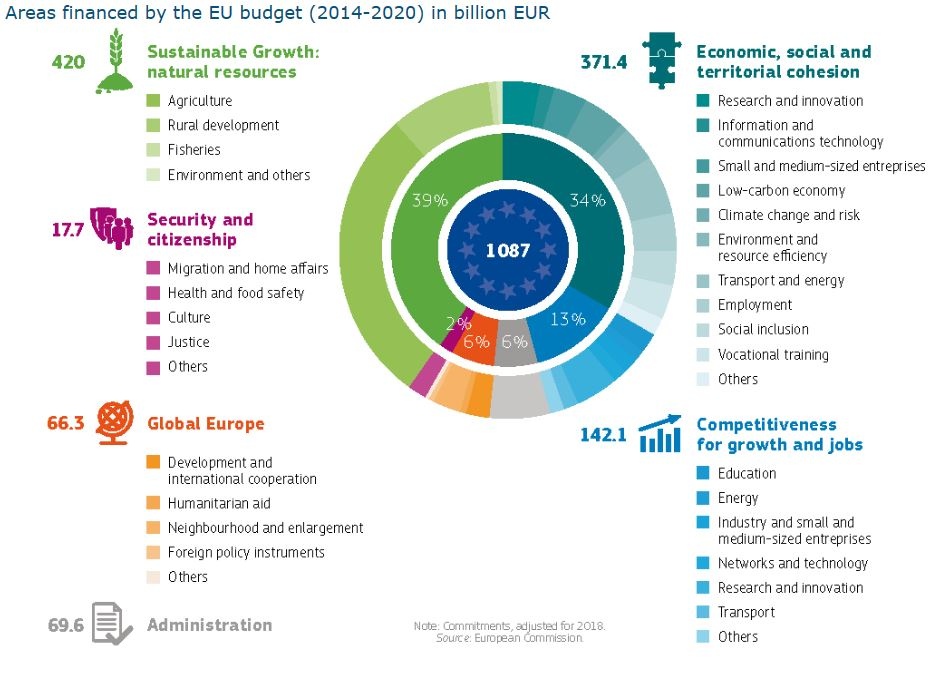 Areas financed by the EU budget (2014-2020) in billion EUR
420
Sustainable Growth:
natural resources
Agriculture
Rural development
Fisheries
Environment and others
17.7
Security and
citizenship
Migration and home affairs
Health and food safety
Culture
Justice
Others
66.3
Global Europe
Development and
international cooperation
Humanitarian aid
Neighbourhood and enlargement
Foreign policy instruments
Others
69.6
Administration
39%
34%
1087
2%
6%
6%
13%
371.4
Economic, social and
territorial cohesion
Research and innovation
Information and
communications technology
Small and medium-sized entreprises
Low-carbon economy
Climate change and risk
Environment and
resource efficiency
Transport and energy
Employment
Social inclusion
Vocational training
Others
142.1
Competitiveness
for growth and jobs
Education
Energy
Industry and small and
medium-sized entreprises
Networks and technology
Research and innovation
Transport
Others
Note: Commitments, adjusted for 2018.
Source: European Commission.